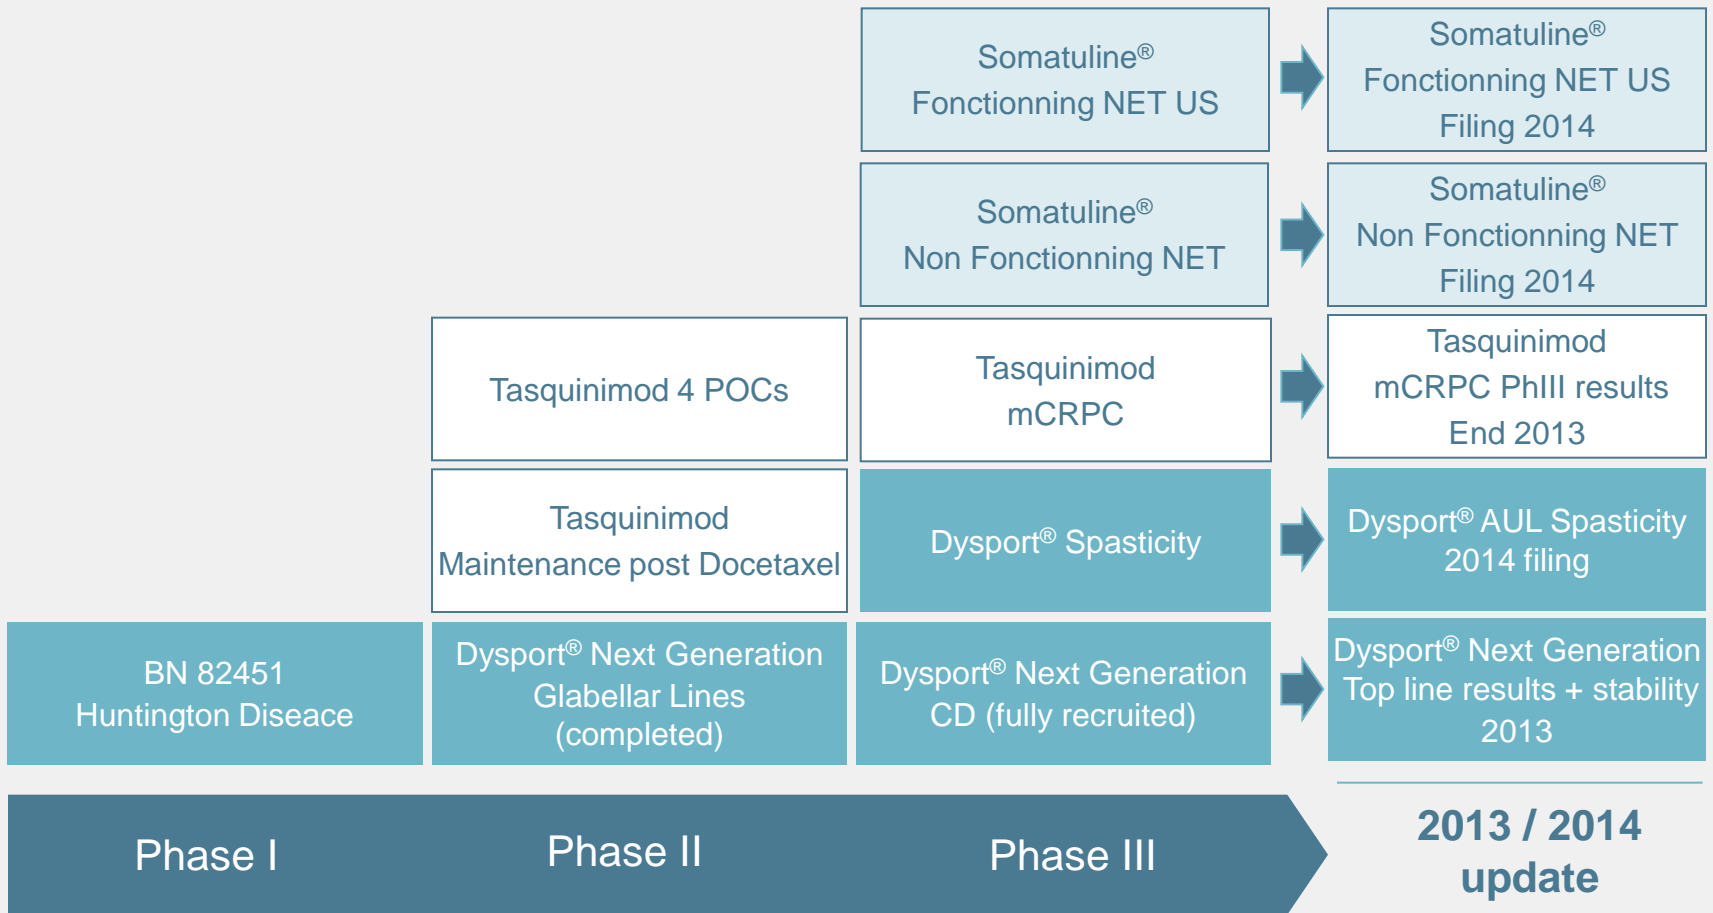 Somatuline®
Fonctionning NET US
Somatuline®
Fonctionning NET US
Filing 2014
Somatuline®
Non Fonctionning NET
Somatuline®
Non Fonctionning NET
Filing 2014
Tasquinimod 4 POCs
Tasquinimod
mCRPC
Tasquinimod
mCRPC PhIII results
End 2013
Tasquinimod
Maintenance post Docetaxel
Dysport® Spasticity
Dysport® AUL Spasticity
2014 filing
BN 82451
Huntington Diseace
Dysport® Next Generation
Glabellar Lines
(completed)
Dysport® Next Generation
CD (fully recruited)
Dysport® Next Generation
Top line results + stability
2013
Phase I
Phase II
Phase III
2013 / 2014
update